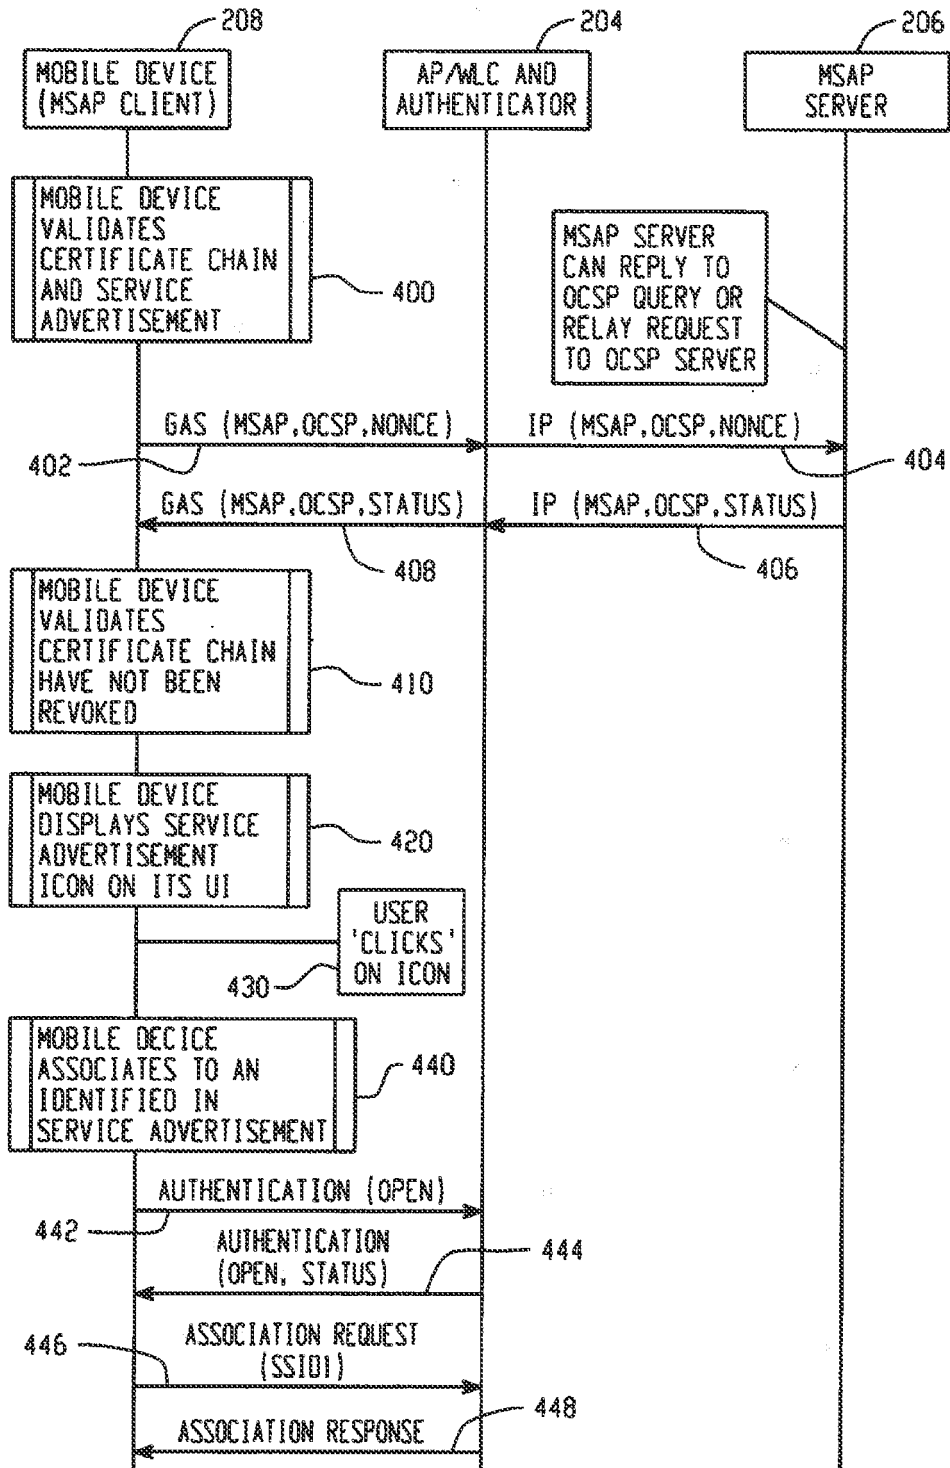 208
204
206
MOBILE DEVICE
(MSAP CLIENT)
AP/WLC AND
AUTHENTICATOR
MSAP
SERVER
MOBILE DEVICE
VALIDATES
CERTIFICATE CHAIN
AND SERVICE
ADVERTISEMENT
400
MSAP SERVER
CAN REPLY TO
OCSP QUERY OR
RELAY REQUEST
TO OCSP SERVER
GAS (MSAP,OCSP,NONCE)
402
IP (MSAP,OCSP,NONCE)
404
GAS (MSAP,OCSP,STATUS)
408
IP (MSAP,OCSP,STATUS)
406
MOBILE DEVICE
VALIDATES
CERTIFICATE CHAIN
HAVE NOT BEEN
REVOKED
410
MOBILE DEVICE
DISPLAYS SERVICE
ADVERTISEMENT
ICON ON ITS UI
420
USER
'CLICKS'
ON ICON
430
MOBILE DECICE
ASSOCIATES TO AN
IDENTIFIED IN
SERVICE ADVERTISEMENT
440
AUTHENTICATION (OPEN)
442
AUTHENTICATION
(OPEN, STATUS)
444
ASSOCIATION REQUEST
(SSID1)
446
ASSOCIATION RESPONSE
448